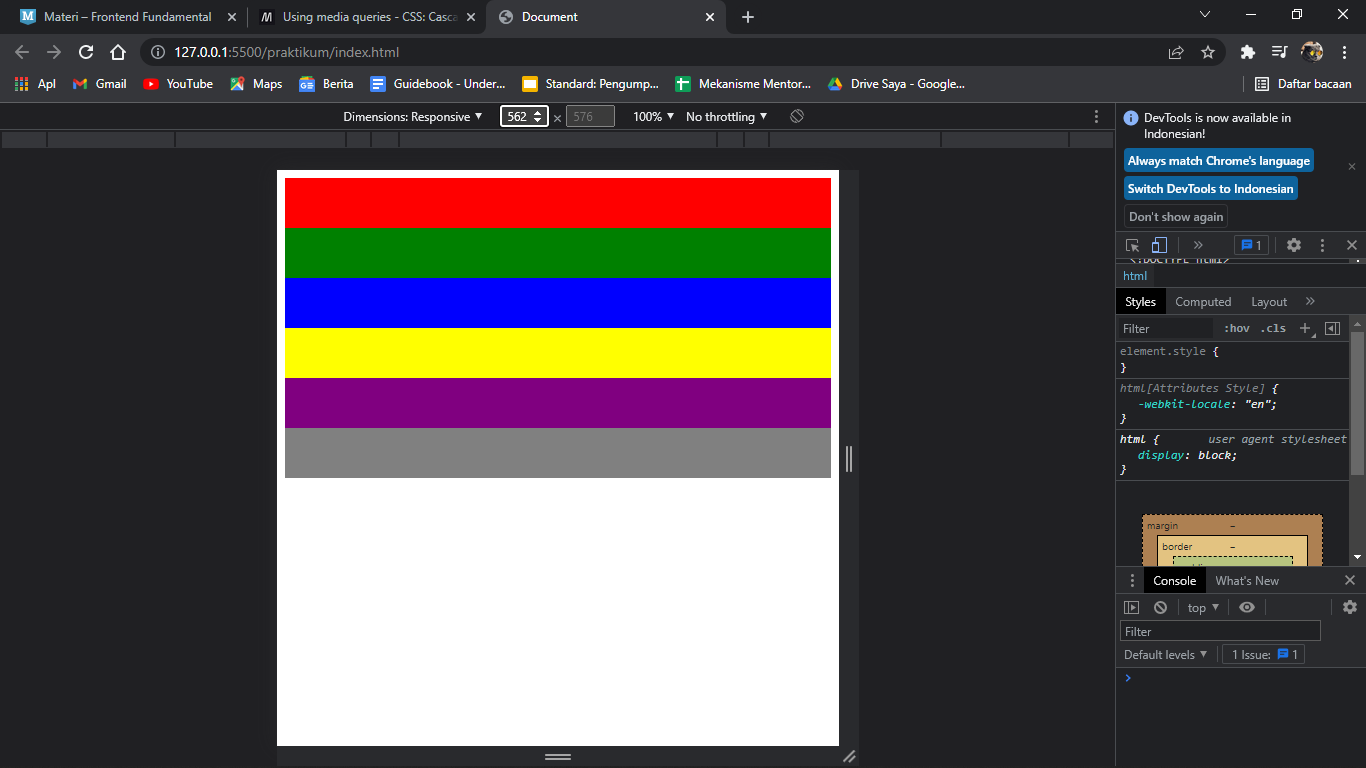 Materi – Frontend Fundamental
Using media queries - CSS: Casca
Document
127.0.0.1:5500/praktikum/index.html
Apl
Gmail
YouTube
Maps
Berita
Guidebook - Under...
Standard: Pengump...
Mekanisme Mentor...
Drive Saya - Google...
Daftar bacaan
Dimensions: Responsive
562 × 576
100%
No throttling
DevTools is now available in
Indonesian!
Always match Chrome's language
Switch DevTools to Indonesian
Don't show again
1
<!DOCTYPE html>
html
Styles Computed Layout
Filter :hov .cls
element.style {
}
html[Attributes Style] {
-webkit-locale: "en";
}
html { user agent stylesheet
display: block;
}
margin –
border –
Console What's New
top
Filter
Default levels 1 Issue: 1